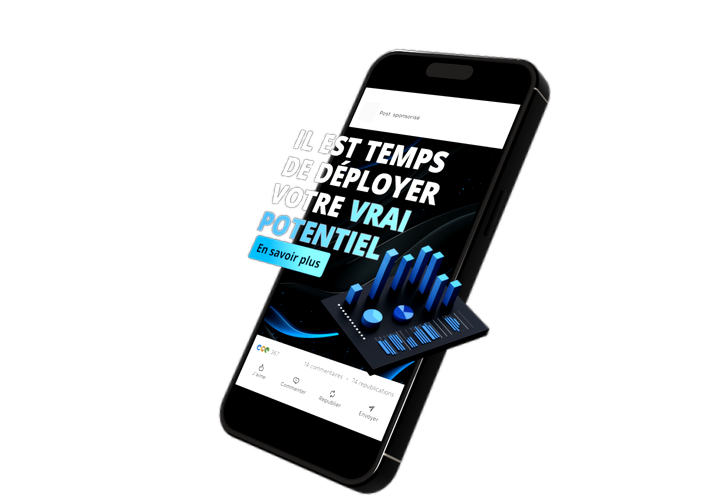 Post sponsorisé
IL EST TEMPS
DE DÉPLOYER
VOTRE VRAI
POTENTIEL
En savoir plus
367
14 commentaires • 74 republications
J'aime
Commenter
Republier
Envoyer